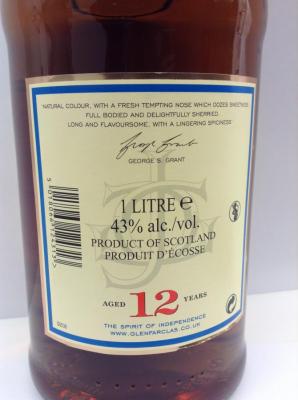 NATURAL COLOUR, WITH A FRESH TEMPTING NOSE WHICH OOZES SWEETNESS
FULL BODIED AND DELIGHTFULLY SHERRIED
LONG AND FLAVOURSOME, WITH A LINGERING SPICINESS
George S. Grant
GEORGE S. GRANT
1 LITRE e
43% alc./vol.
PRODUCT OF SCOTLAND
PRODUIT D'ÉCOSSE
AGED 12 YEARS
THE SPIRIT OF INDEPENDENCE
WWW.GLENFARCLAS.CO.UK